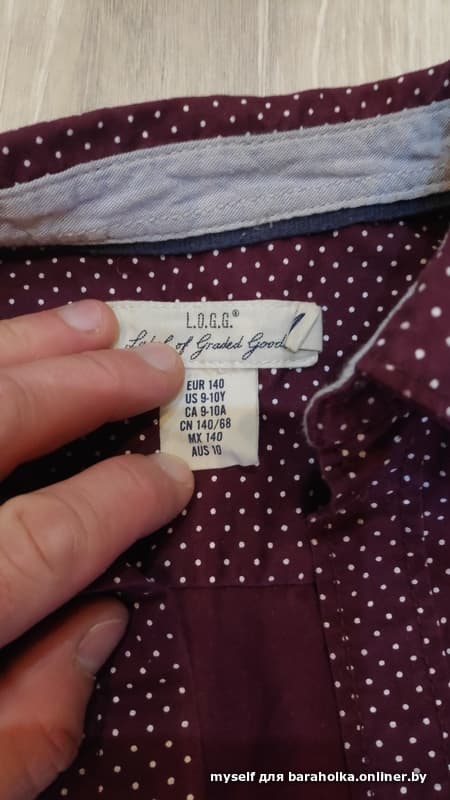 L.O.G.G.®
Label of Graded Goods
EUR 140
US 9-10Y
CA 9-10A
CN 140/68
MX 140
AUS 10
myself для baraholka.onliner.by